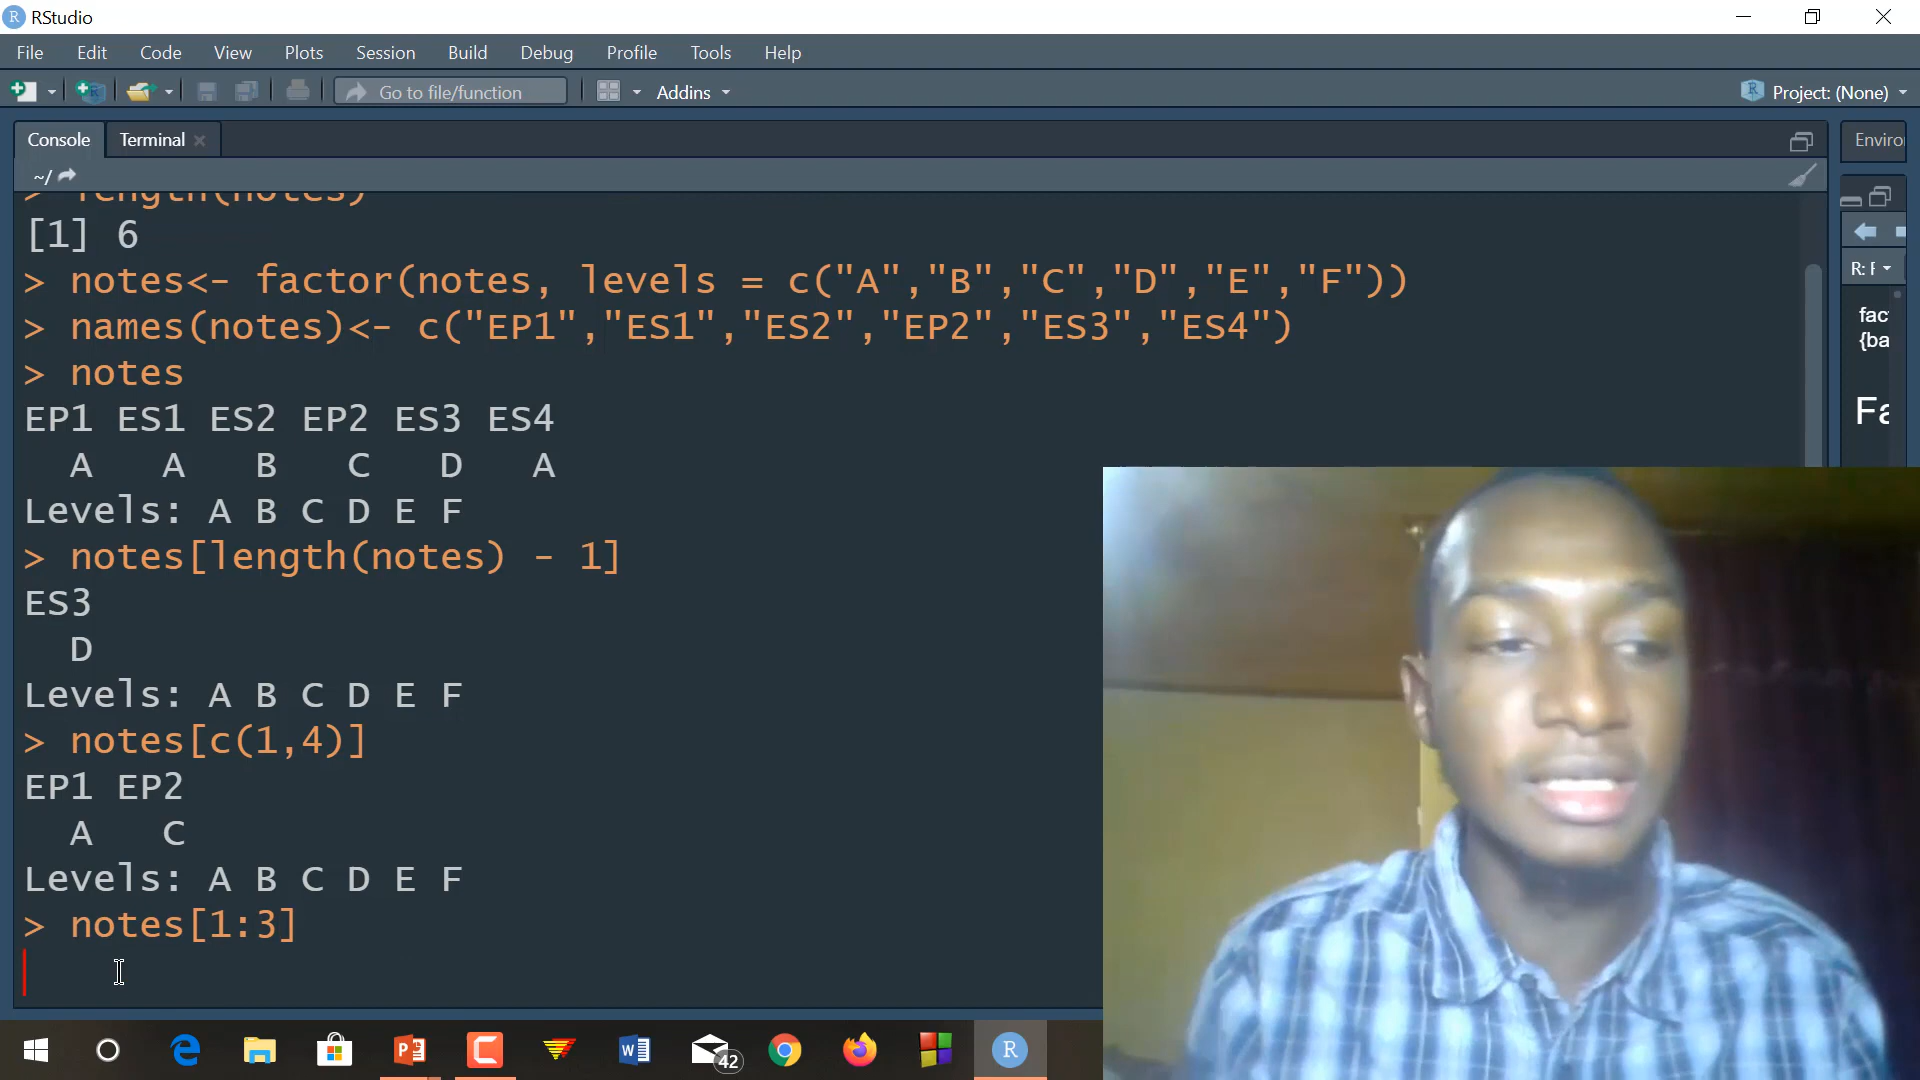 RStudio
File Edit Code View Plots Session Build Debug Profile Tools Help
Go to file/function Addins Project: (None)
Console Terminal Enviro
~/
> length(notes)
[1] 6
> notes<- factor(notes, levels = c("A","B","C","D","E","F"))
> names(notes)<- c("EP1","ES1","ES2","EP2","ES3","ES4")
> notes
EP1 ES1 ES2 EP2 ES3 ES4
A A B C D A
Levels: A B C D E F
> notes[length(notes) - 1]
ES3
D
Levels: A B C D E F
> notes[c(1,4)]
EP1 EP2
A C
Levels: A B C D E F
> notes[1:3]
R: F
fac
{ba
Fa
42